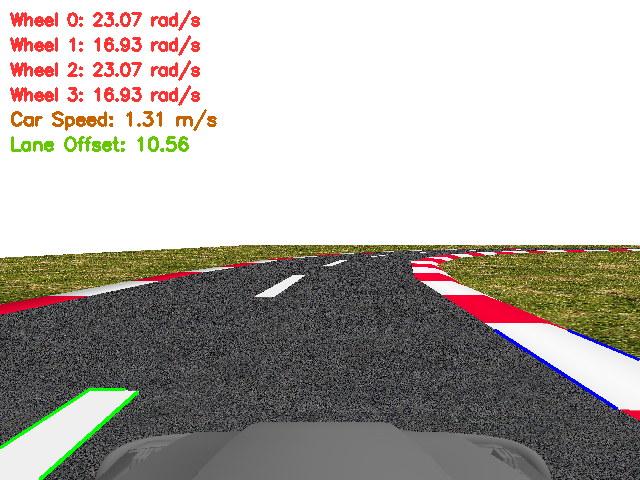 Wheel 0: 23.07 rad/s
Wheel 1: 16.93 rad/s
Wheel 2: 23.07 rad/s
Wheel 3: 16.93 rad/s
Car Speed: 1.31 m/s
Lane Offset: 10.56